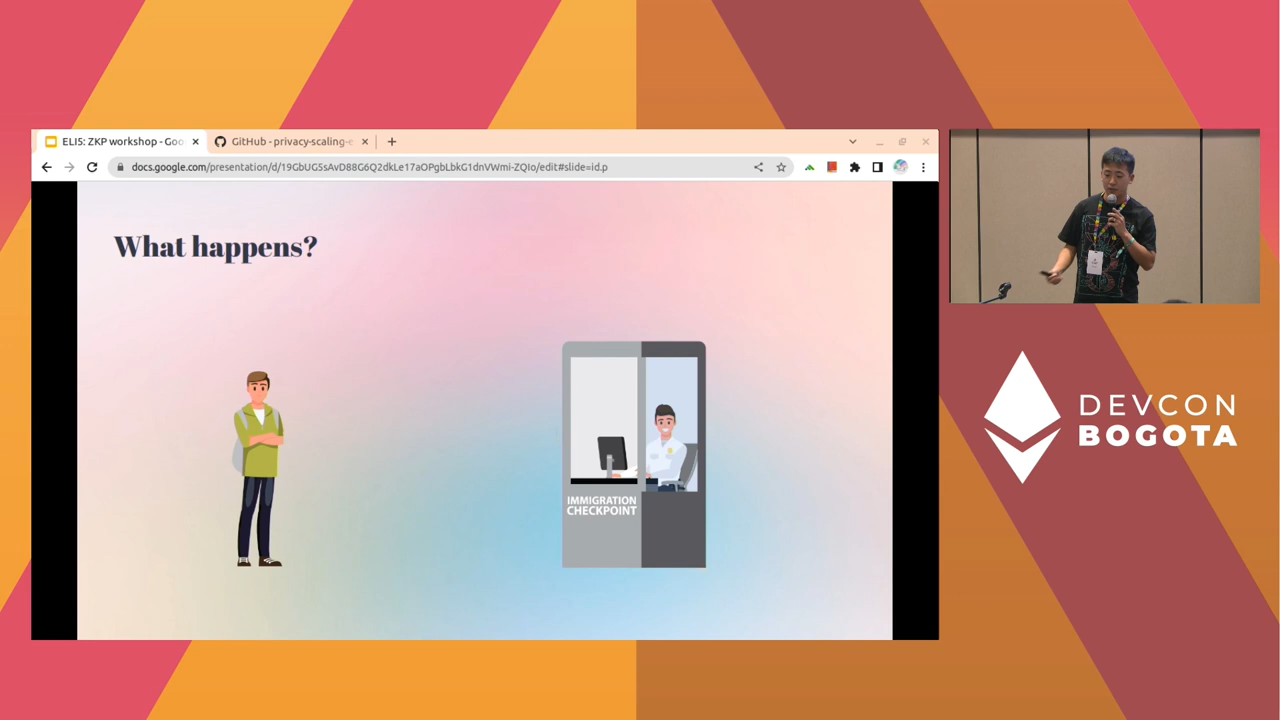 ELI5: ZKP workshop - Goo
GitHub - privacy-scaling-e
docs.google.com/presentation/d/19GbUG5sAvD88G6Q2dkLe17aOPgbLbkG1dnVWmi-ZQIo/edit#slide=id.p
What happens?
IMMIGRATION
CHECKPOINT
DEVCON
BOGOTA